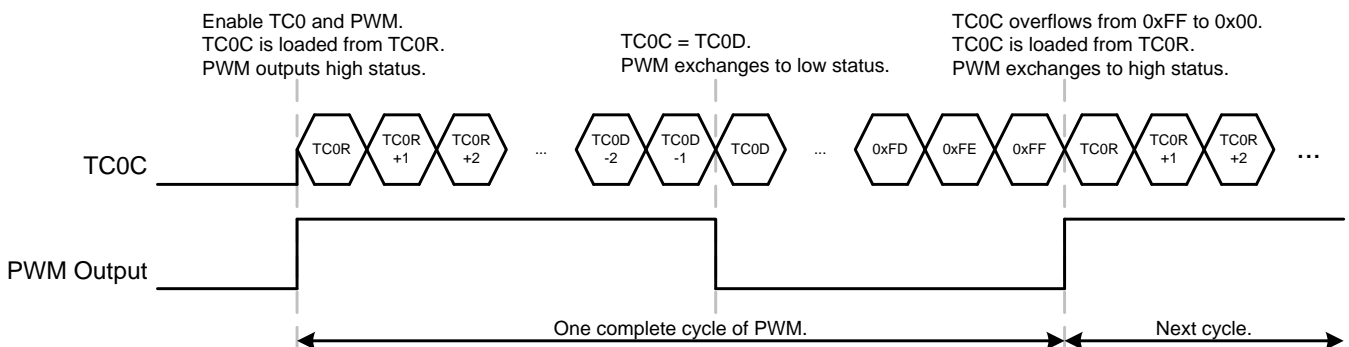 Enable TC0 and PWM.
TC0C is loaded from TC0R.
PWM outputs high status.
TC0C = TC0D.
PWM exchanges to low status.
TC0C overflows from 0xFF to 0x00.
TC0C is loaded from TC0R.
PWM exchanges to high status.
TC0C
TC0R
TC0R
+1
TC0R
+2
...
TC0D
-2
TC0D
-1
TC0D
...
0xFD
0xFE
0xFF
TC0R
TC0R
+1
TC0R
+2
...
PWM Output
One complete cycle of PWM.
Next cycle.